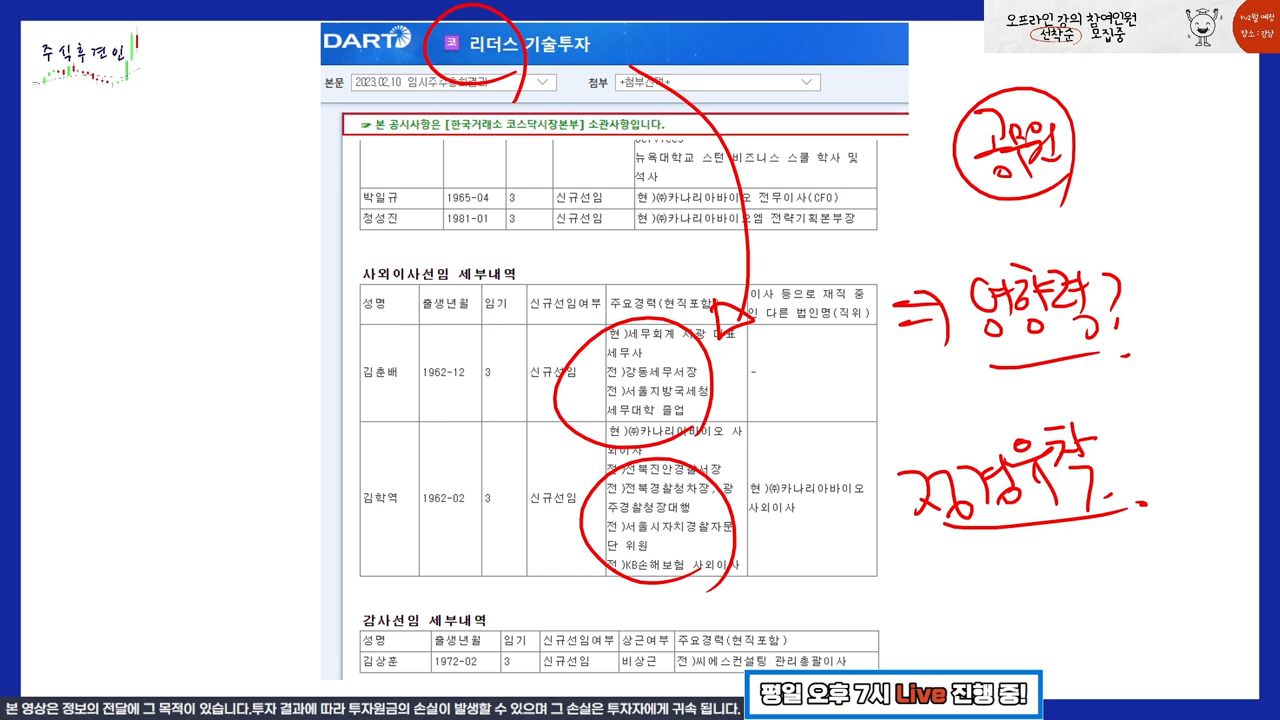 주식후견인
오프라인 강의 참여인원
선착순 모집중
n12월 예정
장소 : 강남
DART
코 리더스 기술투자
본문 2023.02.10 임시주주총회결과 첨부 +첨부선택+
☞ 본 공시사항은 [한국거래소 코스닥시장본부] 소관사항입니다.
Services
뉴욕대학교 스턴 비즈니스 스쿨 학사 및
석사
박일규 1965-04 3 신규선임 현)㈜카나리아바이오 전무이사(CFO)
정성진 1981-01 3 신규선임 현)㈜카나리아바이오엠 전략기획본부장
사외이사선임 세부내역
성명 출생년월 임기 신규선임여부 주요경력(현직포함) 이사 등으로 재직 중
인 다른 법인명(직위)
김춘배 1962-12 3 신규선임 현)세무회계 서광 대표
세무사
전)강동세무서장
전)서울지방국세청
세무대학 졸업
-
김학역 1962-02 3 신규선임 현)㈜카나리아바이오 사
외이사
전)전북진안경찰서장
전)전북경찰청차장, 광
주경찰청장대행
전)서울시자치경찰자문
단 위원
전)KB손해보험 사외이사
현)㈜카나리아바이오
사외이사
감사선임 세부내역
성명 출생년월 임기 신규선임여부 상근여부 주요경력(현직포함)
김상훈 1972-02 3 신규선임 비상근 전)씨에스컨설팅 관리총괄이사
공무원
⇒ 영향력?
정경유착..
평일 오후 7시 Live 진행 중!
본 영상은 정보의 전달에 그 목적이 있습니다.투자 결과에 따라 투자원금의 손실이 발생할 수 있으며 그 손실은 투자자에게 귀속 됩니다.